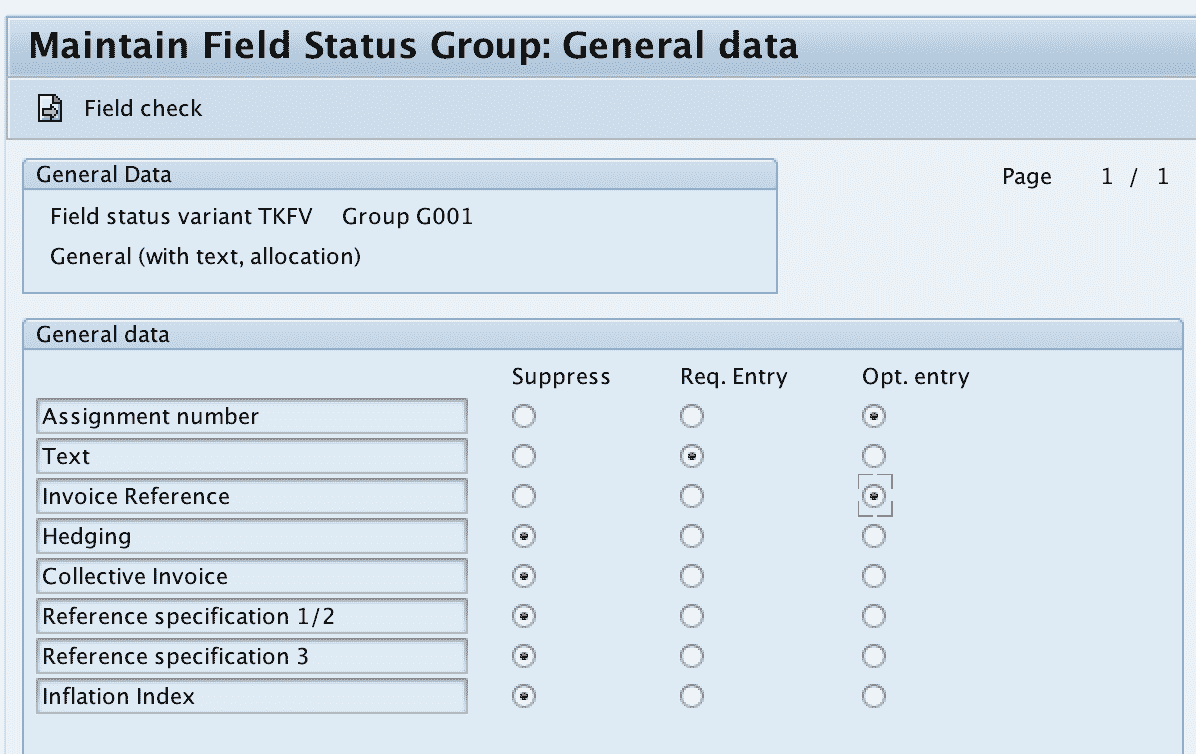 Maintain Field Status Group: General data
Field check
General Data
Page 1 / 1
Field status variant TKFV Group G001
General (with text, allocation)
General data
Suppress Req. Entry Opt. entry
Assignment number
Text
Invoice Reference
Hedging
Collective Invoice
Reference specification 1/2
Reference specification 3
Inflation Index